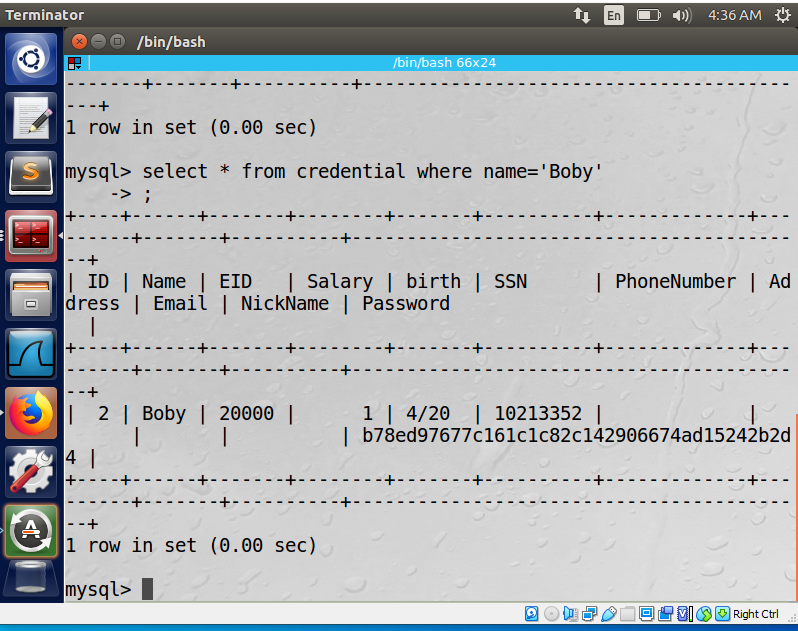 Terminator
En
4:36 AM
/bin/bash
/bin/bash 66x24
-------+-------+----------+---------------------------------------
---+
1 row in set (0.00 sec)
mysql> select * from credential where name='Boby'
    -> ;
+----+------+-------+--------+-------+----------+-------------+---
------+-------+----------+----------------------------------------
--+
| ID | Name | EID   | Salary | birth | SSN      | PhoneNumber | Ad
dress | Email | NickName | Password
  |
+----+------+-------+--------+-------+----------+-------------+---
------+-------+----------+----------------------------------------
--+
|  2 | Boby | 20000 |      1 | 4/20  | 10213352 |             |
      |       |          | b78ed97677c161c1c82c142906674ad15242b2d
4 |
+----+------+-------+--------+-------+----------+-------------+---
------+-------+----------+----------------------------------------
--+
1 row in set (0.00 sec)
mysql>
Right Ctrl